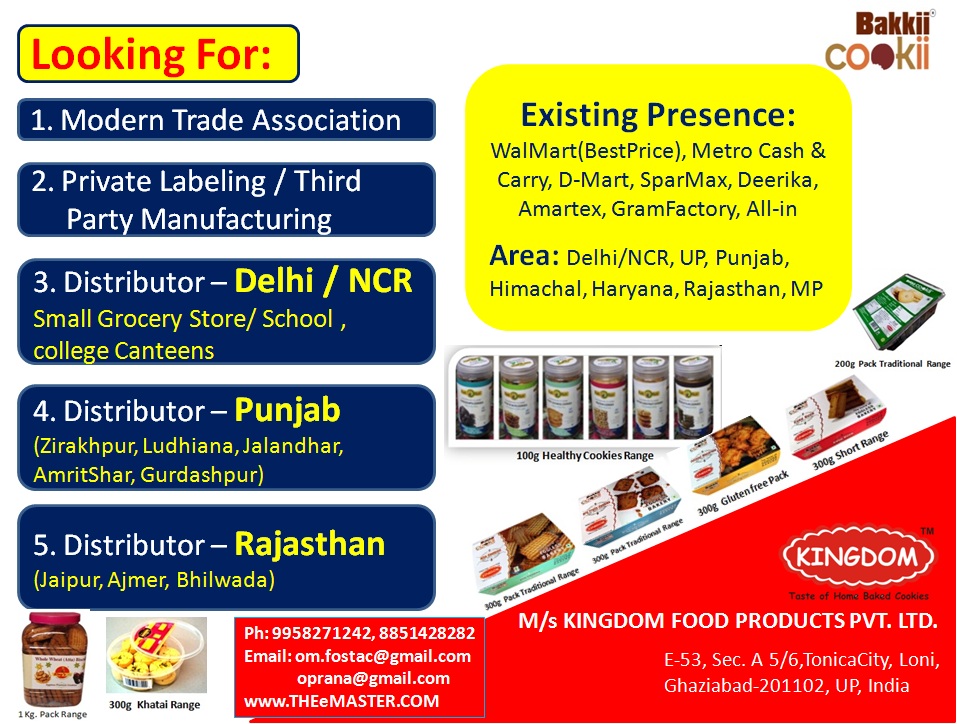 Looking For:
Bakkii
COOKii
1. Modern Trade Association
2. Private Labeling / Third
Party Manufacturing
3. Distributor – Delhi / NCR
Small Grocery Store/ School ,
college Canteens
4. Distributor – Punjab
(Zirakhpur, Ludhiana, Jalandhar,
AmritShar, Gurdashpur)
5. Distributor – Rajasthan
(Jaipur, Ajmer, Bhilwada)
Existing Presence:
WalMart(BestPrice), Metro Cash &
Carry, D-Mart, SparMax, Deerika,
Amartex, GramFactory, All-in
Area: Delhi/NCR, UP, Punjab,
Himachal, Haryana, Rajasthan, MP
200g Pack Traditional Range
100g Healthy Cookies Range
300g Short Range
300g Gluten free Pack
300g Pack Traditional Range
300g Pack Traditional Range
KINGDOM TM
Taste of Home Baked Cookies
M/s KINGDOM FOOD PRODUCTS PVT. LTD.
E-53, Sec. A 5/6,TonicaCity, Loni,
Ghaziabad-201102, UP, India
Whole Wheat (Atta)
1 Kg. Pack Range
300g Khatai Range
Ph: 9958271242, 8851428282
Email: om.fostac@gmail.com
oprana@gmail.com
www.THEeMASTER.COM